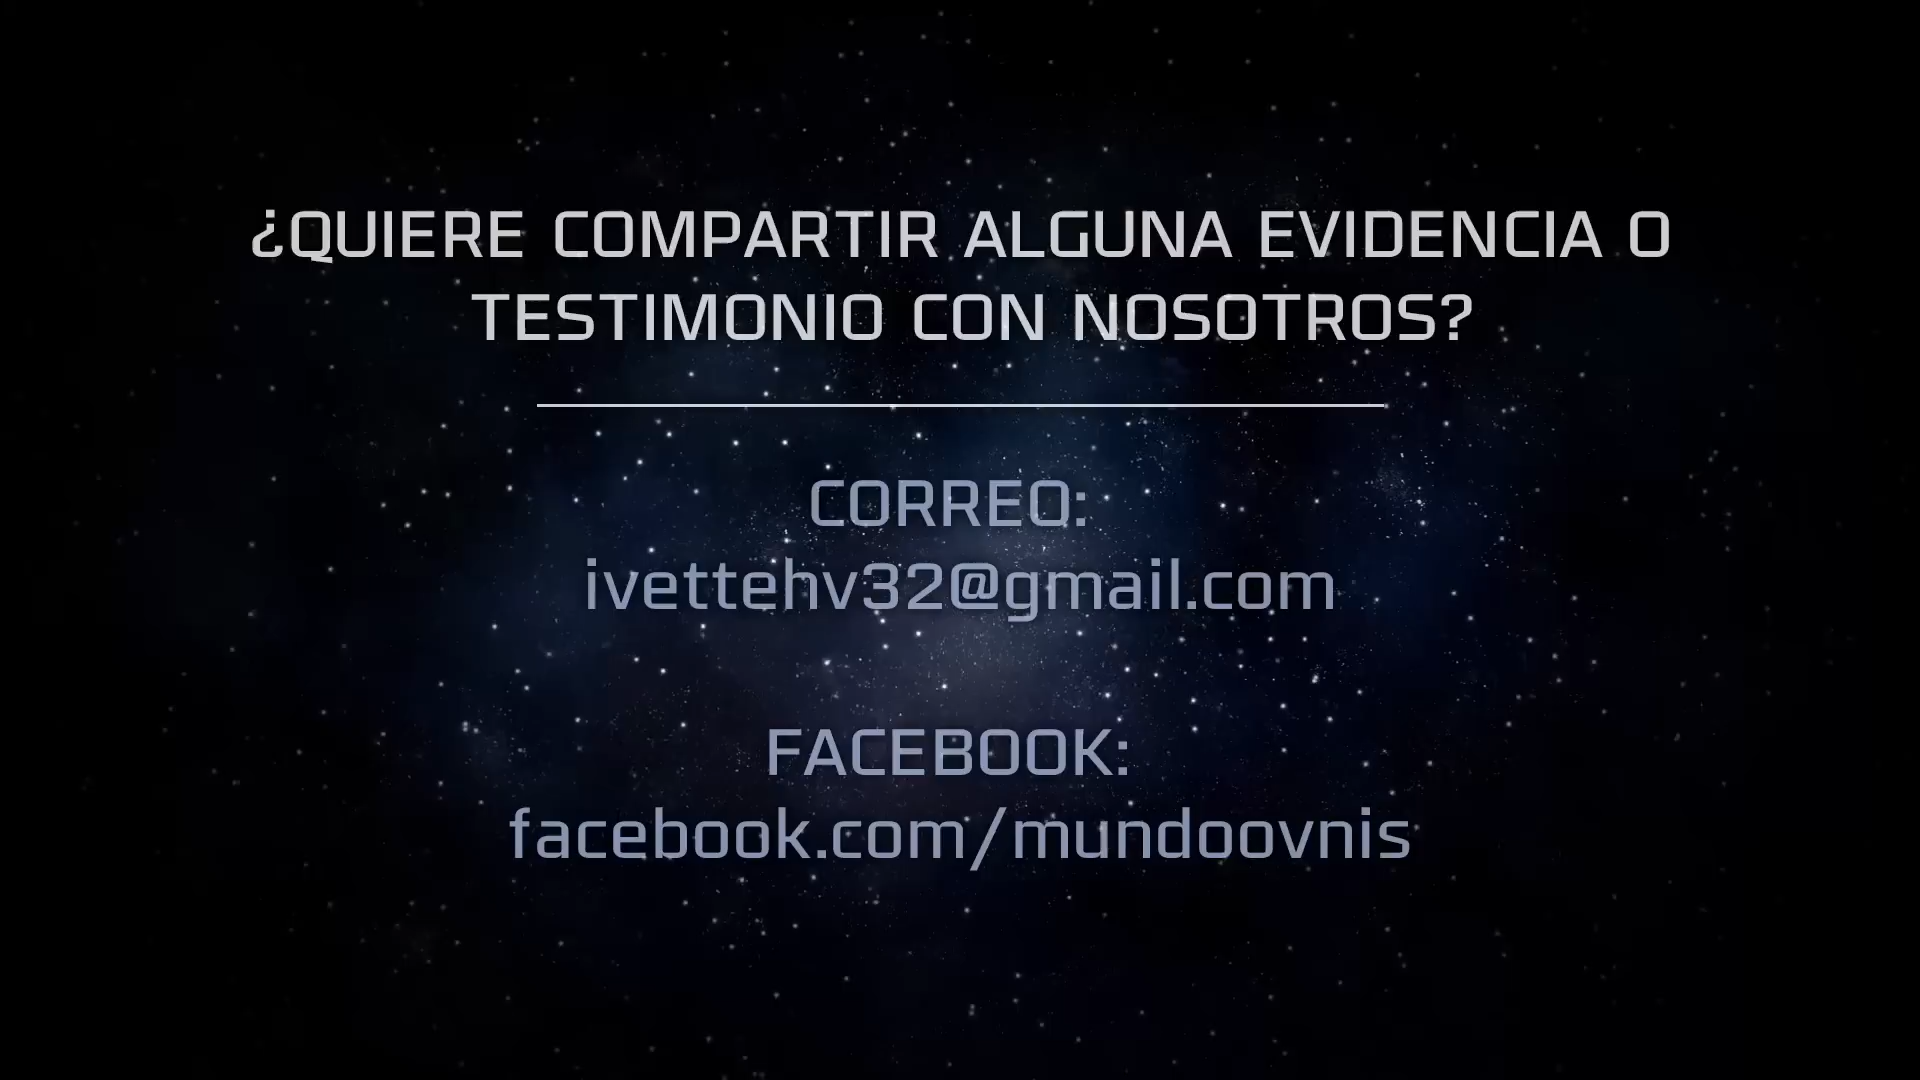 ¿QUIERE COMPARTIR ALGUNA EVIDENCIA O
TESTIMONIO CON NOSOTROS?
CORREO:
ivettehv32@gmail.com
FACEBOOK:
facebook.com/mundoovnis